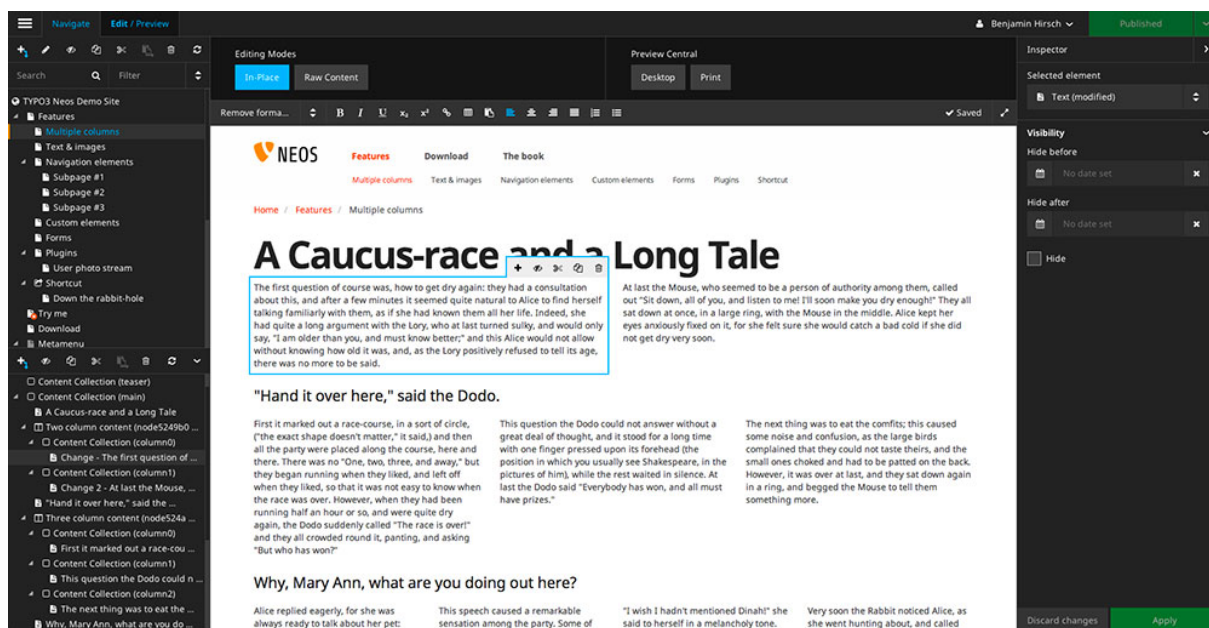 Navigate
Edit / Preview
Benjamin Hirsch
Published
Search
Filter
TYPO3 Neos Demo Site
Features
Multiple columns
Text & images
Navigation elements
Subpage #1
Subpage #2
Subpage #3
Custom elements
Forms
Plugins
User photo stream
Shortcut
Down the rabbit-hole
Try me
Download
Metamenu
Content Collection (teaser)
Content Collection (main)
A Caucus-race and a Long Tale
Two column content (node5249b0 ...
Content Collection (column0)
Change - The first question of ...
Content Collection (column1)
Change 2 - At last the Mouse, ...
"Hand it over here," said the ...
Three column content (node524a ...
Content Collection (column0)
First it marked out a race-cou ...
Content Collection (column1)
This question the Dodo could n ...
Content Collection (column2)
The next thing was to eat the ...
Why, Mary Ann, what are you do ...
Editing Modes
In-Place
Raw Content
Preview Central
Desktop
Print
Remove forma...
B I U x₂ x²
Saved
NEOS
Features
Download
The book
Multiple columns
Text & images
Navigation elements
Custom elements
Forms
Plugins
Shortcut
Home / Features / Multiple columns
A Caucus-race and a Long Tale
The first question of course was, how to get dry again: they had a consultation
about this, and after a few minutes it seemed quite natural to Alice to find herself
talking familiarly with them, as if she had known them all her life. Indeed, she
had quite a long argument with the Lory, who at last turned sulky, and would only
say, "I am older than you, and must know better;" and this Alice would not allow
without knowing how old it was, and, as the Lory positively refused to tell its age,
there was no more to be said.
At last the Mouse, who seemed to be a person of authority among them, called
out "Sit down, all of you, and listen to me! I'll soon make you dry enough!" They all
sat down at once, in a large ring, with the Mouse in the middle. Alice kept her
eyes anxiously fixed on it, for she felt sure she would catch a bad cold if she did
not get dry very soon.
"Hand it over here," said the Dodo.
First it marked out a race-course, in a sort of circle,
("the exact shape doesn't matter," it said,) and then
all the party were placed along the course, here and
there. There was no "One, two, three, and away," but
they began running when they liked, and left off
when they liked, so that it was not easy to know when
the race was over. However, when they had been
running half an hour or so, and were quite dry
again, the Dodo suddenly called "The race is over!"
and they all crowded round it, panting, and asking
"But who has won?"
This question the Dodo could not answer without a
great deal of thought, and it stood for a long time
with one finger pressed upon its forehead (the
position in which you usually see Shakespeare, in the
pictures of him), while the rest waited in silence. At
last the Dodo said "Everybody has won, and all must
have prizes."
The next thing was to eat the comfits; this caused
some noise and confusion, as the large birds
complained that they could not taste theirs, and the
small ones choked and had to be patted on the back.
However, it was over at last, and they sat down again
in a ring, and begged the Mouse to tell them
something more.
Why, Mary Ann, what are you doing out here?
Alice replied eagerly, for she was
always ready to talk about her pet:
This speech caused a remarkable
sensation among the party. Some of
"I wish I hadn't mentioned Dinah!" she
said to herself in a melancholy tone.
Very soon the Rabbit noticed Alice, as
she went hunting about, and called
Inspector
Selected element
Text (modified)
Visibility
Hide before
No date set
Hide after
No date set
Hide
Discard changes
Apply